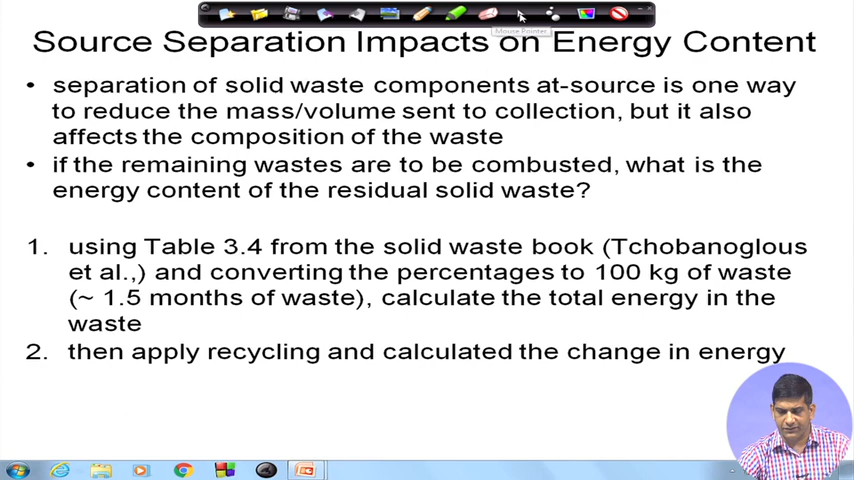 Mouse Pointer
Source Separation Impacts on Energy Content
• separation of solid waste components at-source is one way
to reduce the mass/volume sent to collection, but it also
affects the composition of the waste
• if the remaining wastes are to be combusted, what is the
energy content of the residual solid waste?
1. using Table 3.4 from the solid waste book (Tchobanoglous
et al.,) and converting the percentages to 100 kg of waste
(~ 1.5 months of waste), calculate the total energy in the
waste
2. then apply recycling and calculated the change in energy